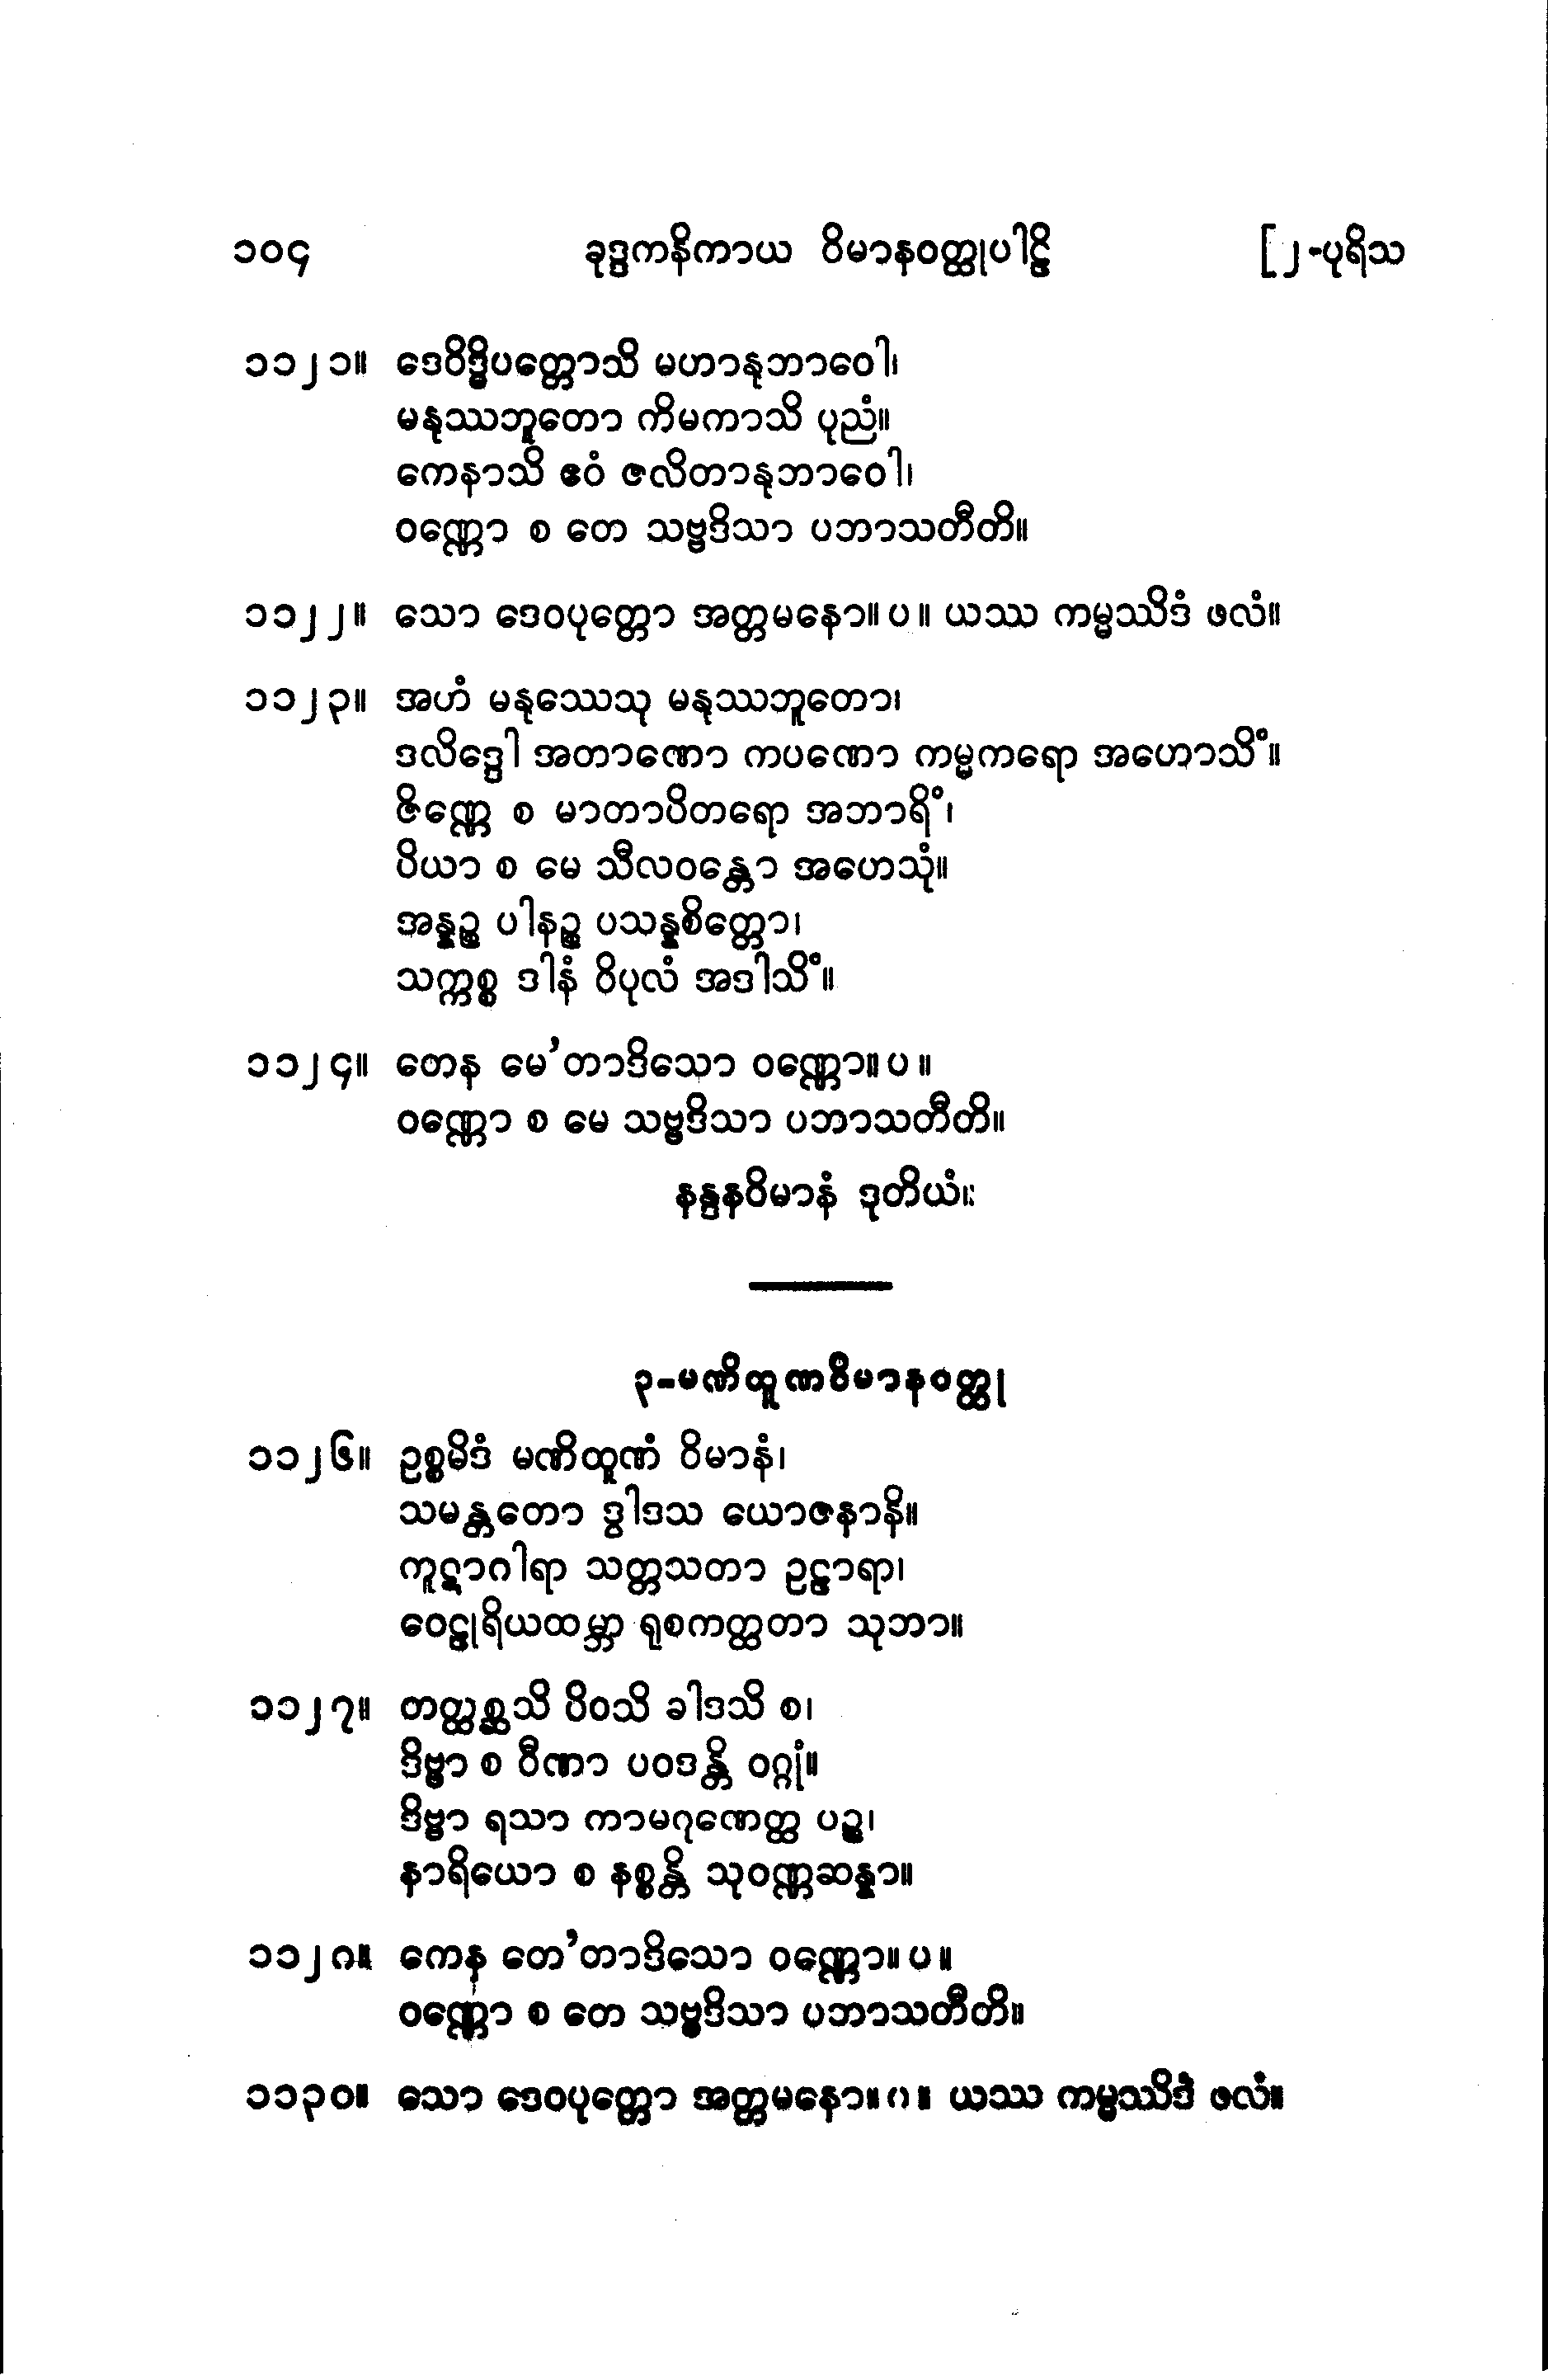 ၁၀၄ ခုဒ္ဒကနိကာယ ဝိမာနဝတ္ထုပါဠိ [၂-ပုရိသ
၁၁၂၁။ ဒေဝိဒ္ဓိပတ္တောသိ မဟာနုဘာဝေါ၊
မနုဿဘူတော ကိမကာသိ ပုညံ။
ကေနာသိ ဧဝံ ဇလိတာနုဘာဝေါ၊
ဝဏ္ဏော စ တေ သဗ္ဗဒိသာ ပဘာသတီတိ။
၁၁၂၂။ သော ဒေဝပုတ္တော အတ္တမနော။ ပ ။ ယဿ ကမ္မဿိဒံ ဖလံ။
၁၁၂၃။ အဟံ မနုဿေသု မနုဿဘူတော၊
ဒလိဒ္ဒေါ အတာဏော ကပဏော ကမ္မကရော အဟောသိံ။
ဇိဏ္ဏေ စ မာတာပိတရော အဘာရိံ၊
ပိယာ စ မေ သီလဝန္တော အဟေသုံ။
အန္နဉ္စ ပါနဉ္စ ပသန္နစိတ္တော၊
သက္ကစ္စ ဒါနံ ဝိပုလံ အဒါသိံ။
၁၁၂၄။ တေန မေ’တာဒိသော ဝဏ္ဏော။ ပ ။
ဝဏ္ဏော စ မေ သဗ္ဗဒိသာ ပဘာသတီတိ။
နန္ဒနဝိမာနံ ဒုတိယံ။
၃-မဏိထူဏဝိမာနဝတ္ထု
၁၁၂၆။ ဥစ္စမိဒံ မဏိထူဏံ ဝိမာနံ၊
သမန္တတော ဒွါဒသ ယောဇနာနိ။
ကူဋာဂါရာ သတ္တသတာ ဥဠာရာ၊
ဝေဠုရိယထမ္ဘာ ရုစကတ္ထတာ သုဘာ။
၁၁၂၇။ တတ္ထစ္ဆသိ ပိဝသိ ခါဒသိ စ၊
ဒိဗ္ဗာ စ ဝီဏာ ပဝဒန္တိ ဝဂ္ဂုံ။
ဒိဗ္ဗာ ရသာ ကာမဂုဏေတ္ထ ပဉ္စ၊
နာရိယော စ နစ္စန္တိ သုဝဏ္ဏဆန္နာ။
၁၁၂၈။ ကေန တေ’တာဒိသော ဝဏ္ဏော။ ပ ။
ဝဏ္ဏော စ တေ သဗ္ဗဒိသာ ပဘာသတီတိ။
၁၁၃၀။ သော ဒေဝပုတ္တော အတ္တမနော။ ပ ။ ယဿ ကမ္မဿိဒံ ဖလံ။